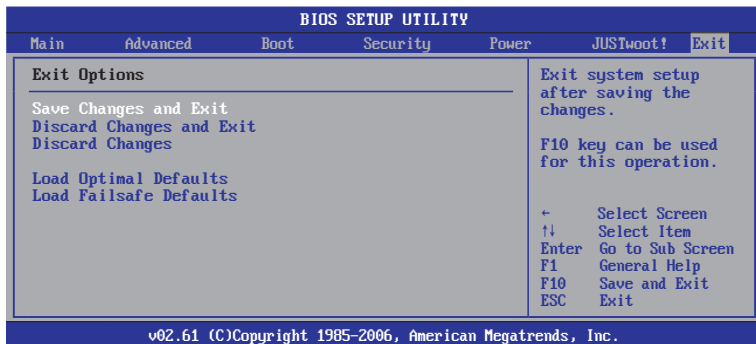 BIOS SETUP UTILITY
Main Advanced Boot Security Power JUSTwoot! Exit
Exit Options
Save Changes and Exit
Discard Changes and Exit
Discard Changes
Load Optimal Defaults
Load Failsafe Defaults
Exit system setup
after saving the
changes.
F10 key can be used
for this operation.
← Select Screen
↑↓ Select Item
Enter Go to Sub Screen
F1 General Help
F10 Save and Exit
ESC Exit
v02.61 (C)Copyright 1985-2006, American Megatrends, Inc.